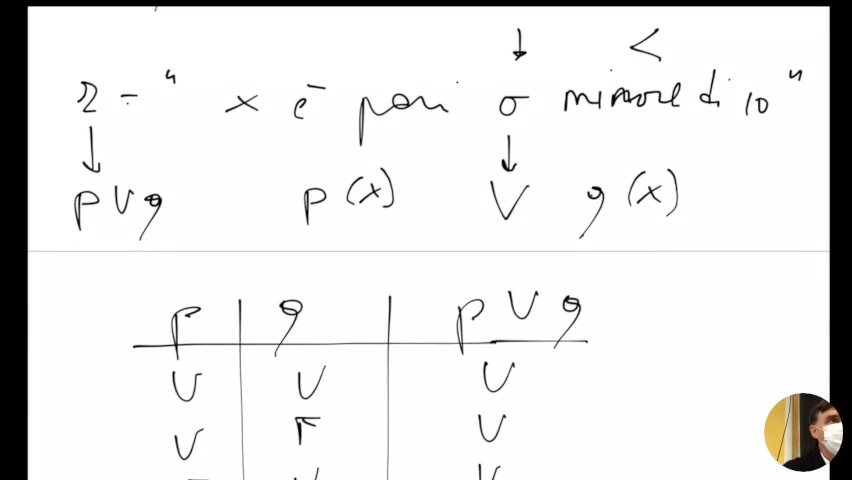 ↓ <
r = " x è pari o minore di 10 "
↓ ↓
p V q p (x) V q (x)
p q p V q
V V V
V F V